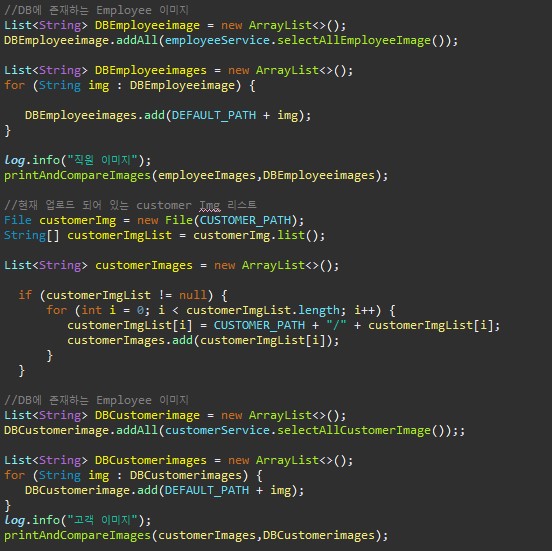 //DB에 존재하는 Employee 이미지
List<String> DBEmployeeimage = new ArrayList<>();
DBEmployeeimage.addAll(employeeService.selectAllEmployeeImage());
List<String> DBEmployeeimages = new ArrayList<>();
for (String img : DBEmployeeimage) {
DBEmployeeimages.add(DEFAULT_PATH + img);
}
log.info("직원 이미지");
printAndCompareImages(employeeImages,DBEmployeeimages);
//현재 업로드 되어 있는 customer Img 리스트
File customerImg = new File(CUSTOMER_PATH);
String[] customerImgList = customerImg.list();
List<String> customerImages = new ArrayList<>();
if (customerImgList != null) {
for (int i = 0; i < customerImgList.length; i++) {
customerImgList[i] = CUSTOMER_PATH + "/" + customerImgList[i];
customerImages.add(customerImgList[i]);
}
}
//DB에 존재하는 Employee 이미지
List<String> DBCustomerimage = new ArrayList<>();
DBCustomerimage.addAll(customerService.selectAllCustomerImage());;
List<String> DBCustomerimages = new ArrayList<>();
for (String img : DBCustomerimages) {
DBCustomerimage.add(DEFAULT_PATH + img);
}
log.info("고객 이미지");
printAndCompareImages(customerImages,DBCustomerimages);